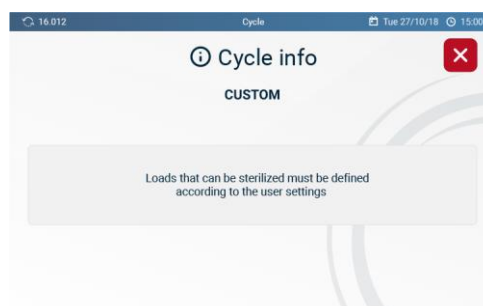 16.012 Cycle Tue 27/10/18 15:00
Cycle info
CUSTOM
Loads that can be sterilized must be defined
according to the user settings